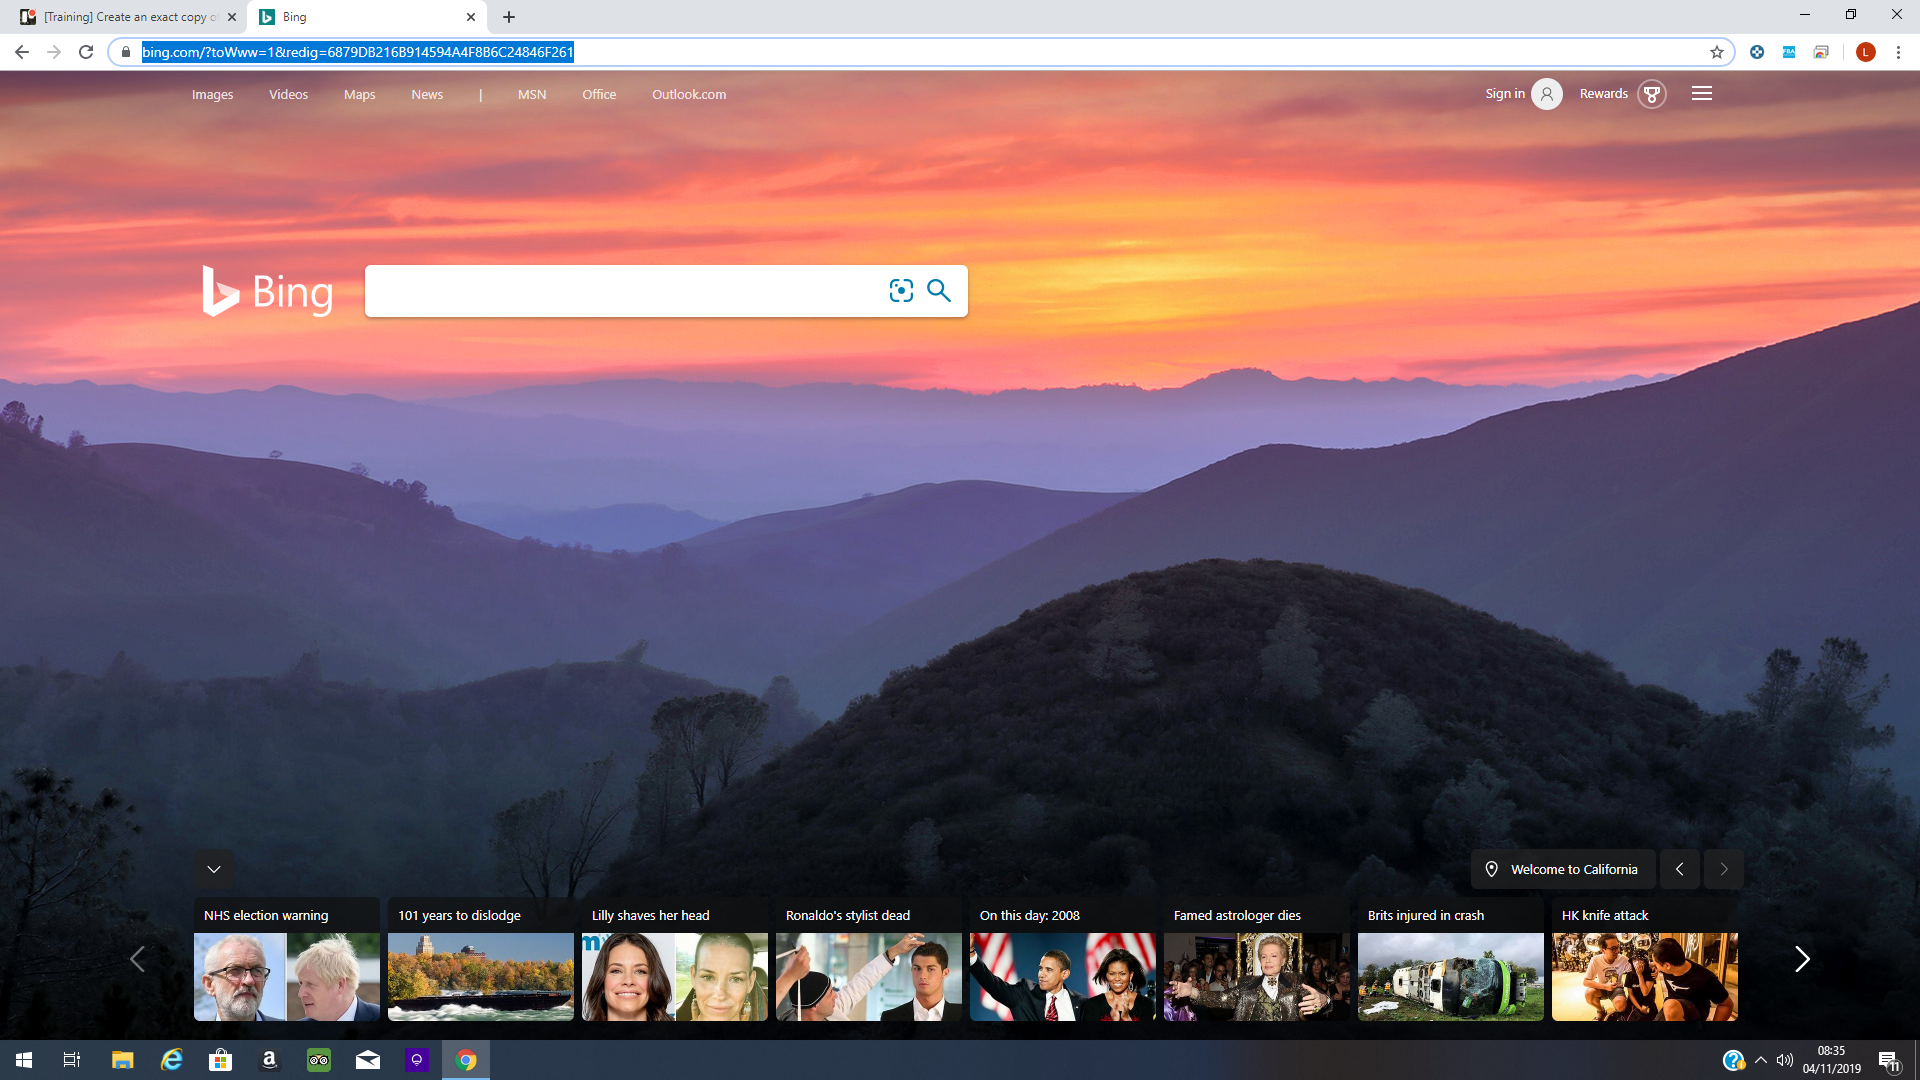 [Training] Create an exact copy o
Bing
bing.com/?toWww=1&redig=6879DB216B914594A4F8B6C24846F261
L
Images Videos Maps News | MSN Office Outlook.com
Sign in Rewards
Bing
Welcome to California
NHS election warning
101 years to dislodge
Lilly shaves her head
Ronaldo's stylist dead
On this day: 2008
Famed astrologer dies
Brits injured in crash
HK knife attack
08:35
04/11/2019
11